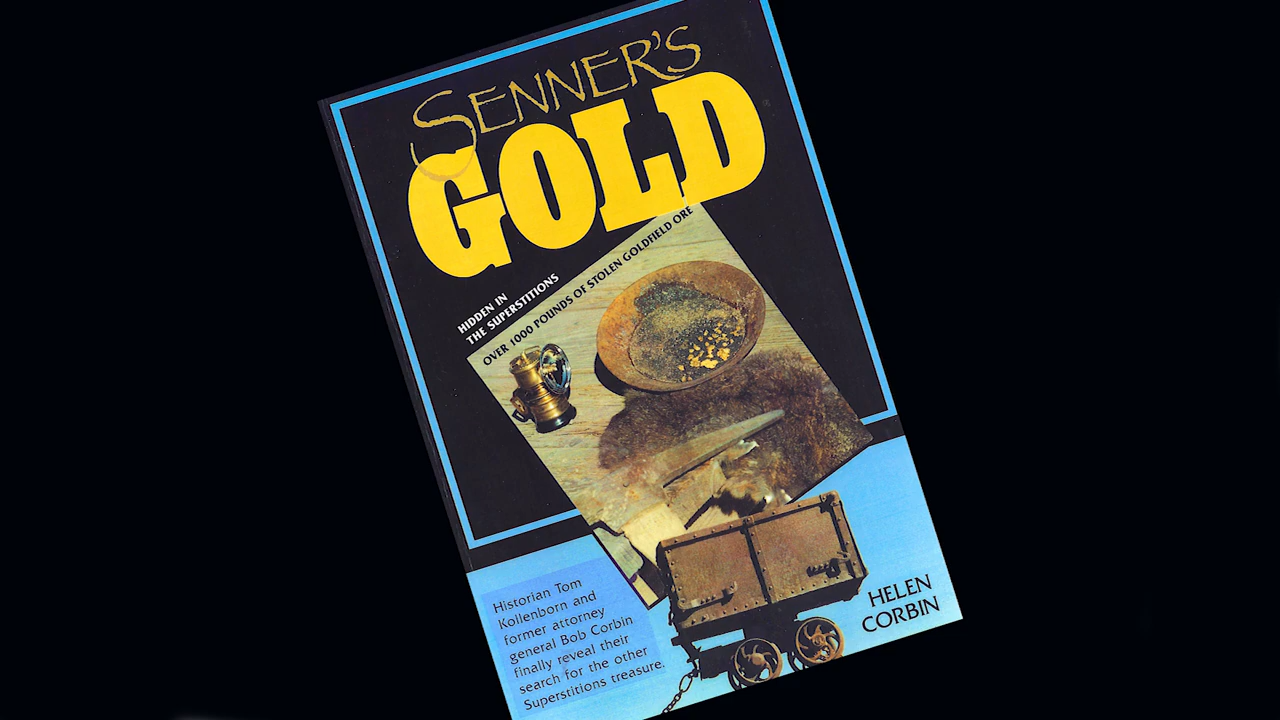 SENNER'S
GOLD
HIDDEN IN
THE SUPERSTITIONS
OVER 1000 POUNDS OF STOLEN GOLDFIELD ORE
Historian Tom
Kollenborn and
former attorney
general Bob Corbin
finally reveal their
search for the other
Superstitions treasure.
HELEN
CORBIN